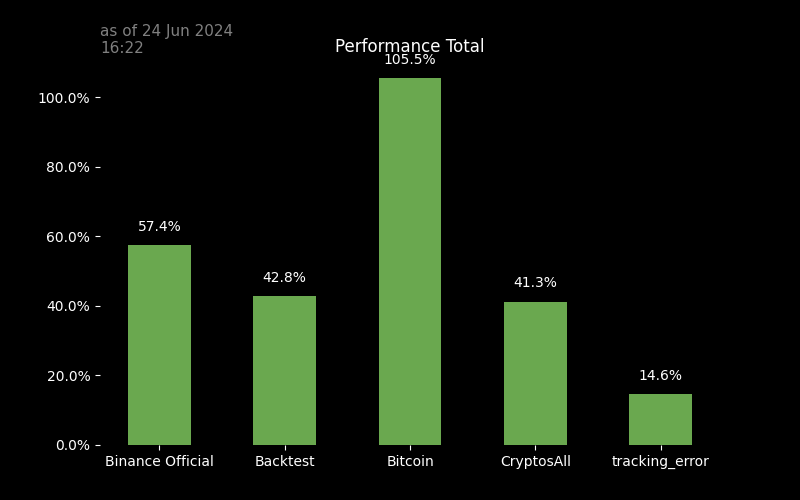 as of 24 Jun 2024
16:22
Performance Total
105.5%
100.0%
80.0%
57.4%
60.0%
42.8%
41.3%
40.0%
14.6%
20.0%
0.0%
Binance Official
Backtest
Bitcoin
CryptosAll
tracking_error